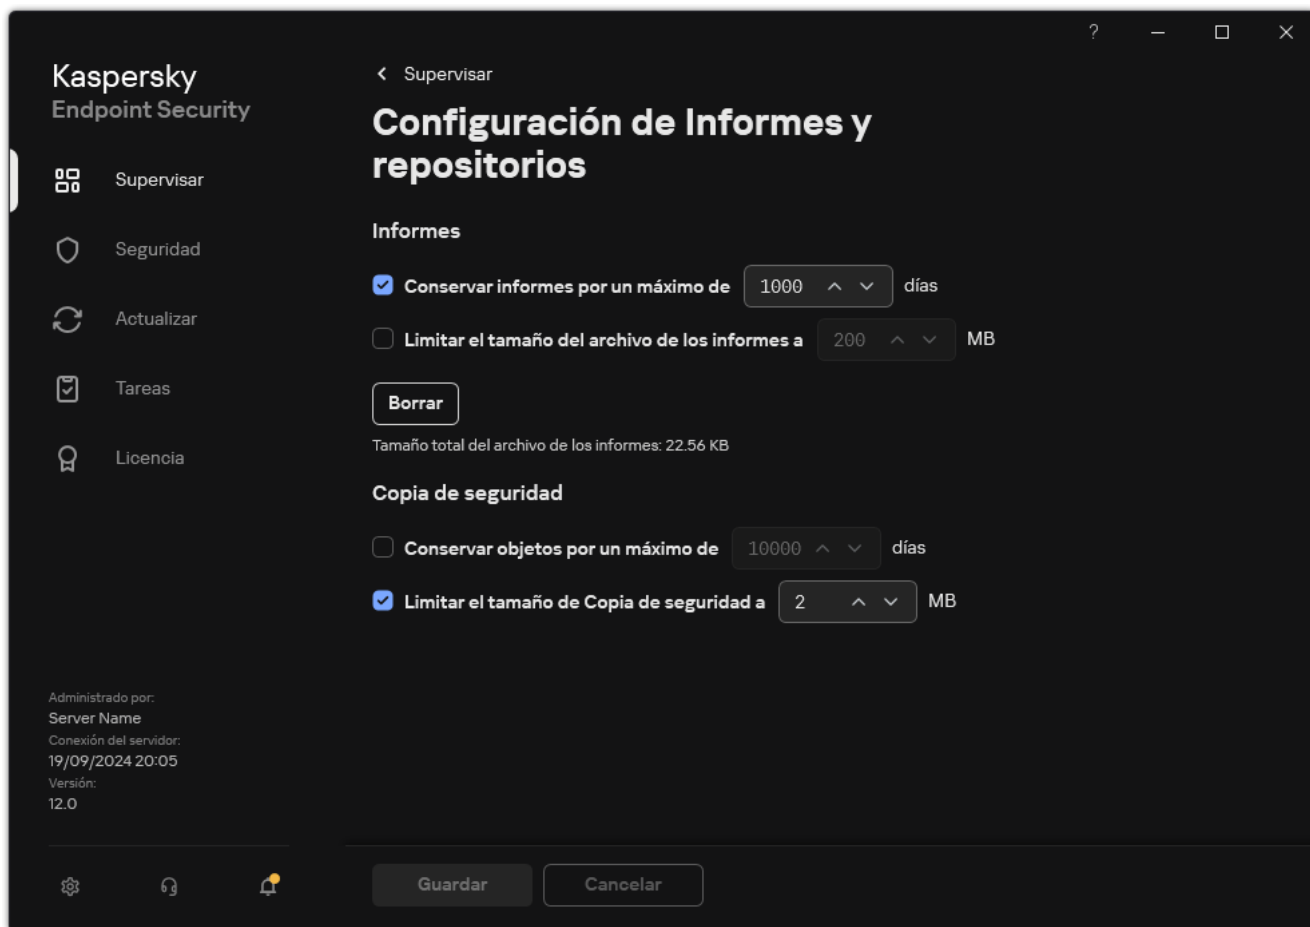 ?
Kaspersky
Endpoint Security
Supervisar
Seguridad
Actualizar
Tareas
Licencia
Administrado por:
Server Name
Conexión del servidor:
19/09/2024 20:05
Versión:
12.0
Supervisar
Configuración de Informes y
repositorios
Informes
Conservar informes por un máximo de 1000 días
Limitar el tamaño del archivo de los informes a 200 MB
Borrar
Tamaño total del archivo de los informes: 22.56 KB
Copia de seguridad
Conservar objetos por un máximo de 10000 días
Limitar el tamaño de Copia de seguridad a 2 MB
Guardar Cancelar